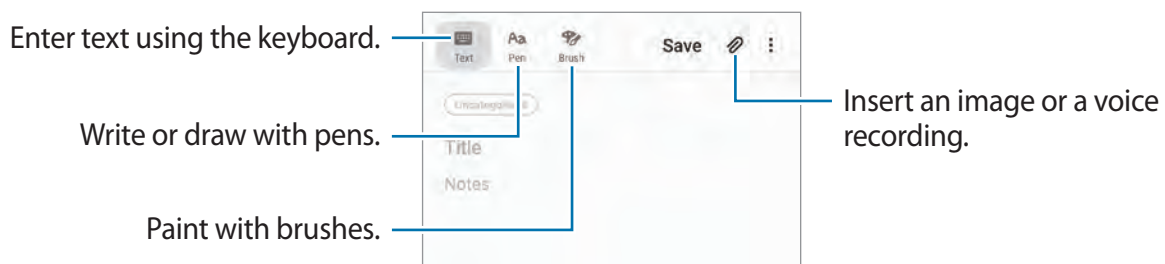 Enter text using the keyboard.
Aa
Save
Text
Pen
Brush
Insert an image or a voice
recording.
Write or draw with pens.
Title
Notes
Paint with brushes.